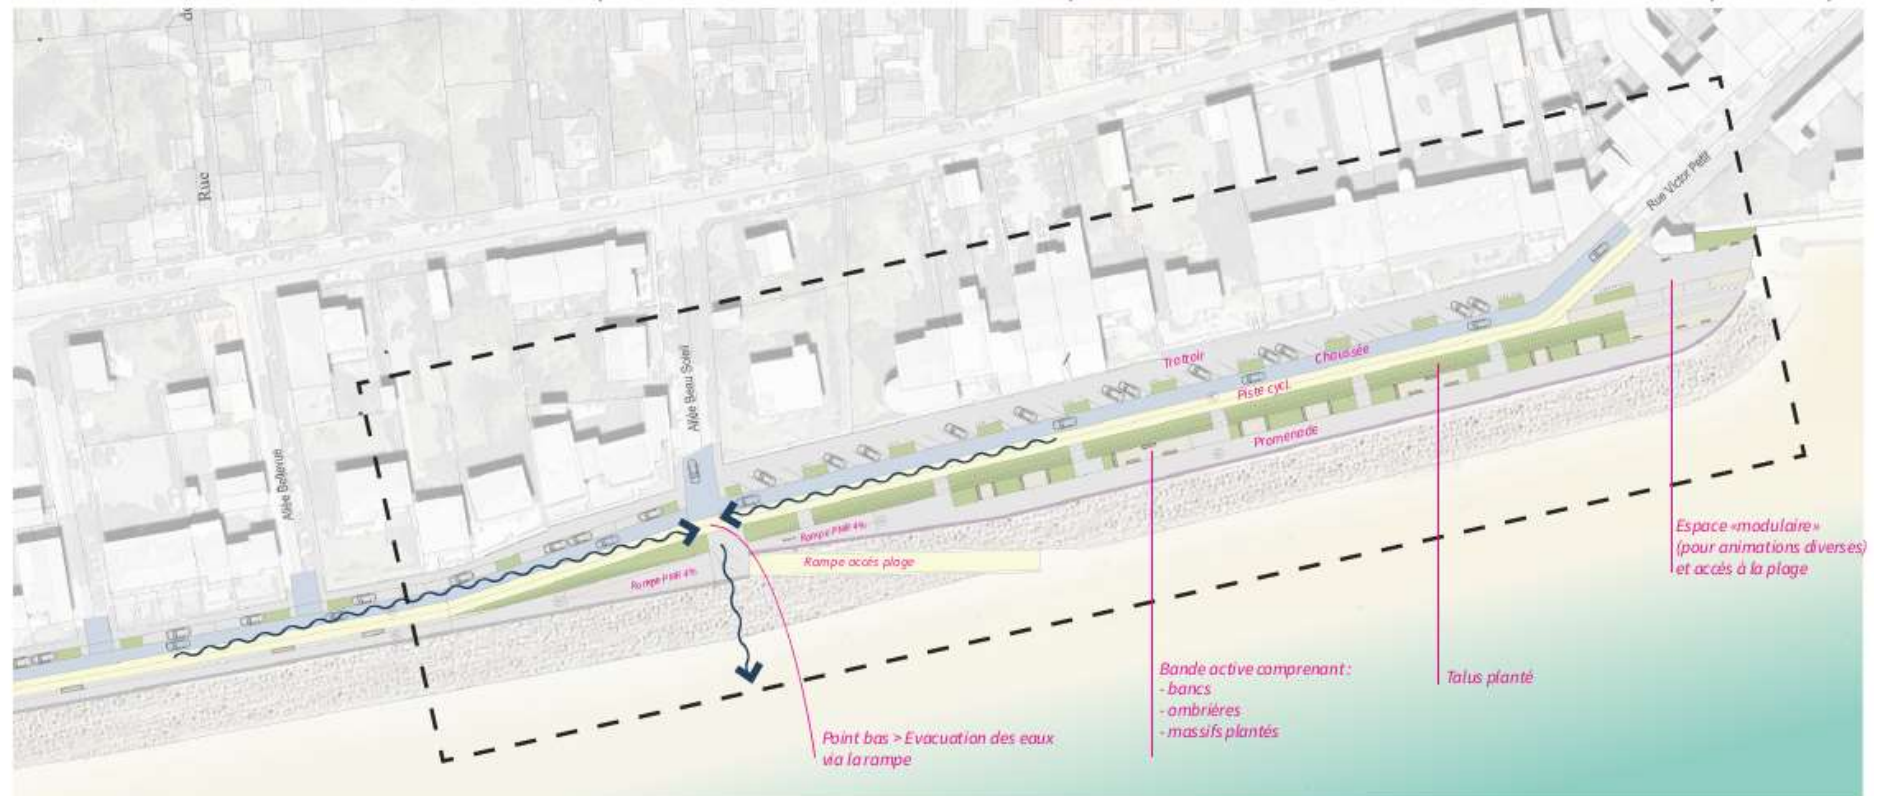 Rue
Rue Victor Petit
Allée Beau Soleil
Allée Bellevue
Trottoir
Chaussée
Piste cycl.
Promenade
Rampe PMR 4%
Rampe PMR 4%
Rampe accès plage
Espace «modulaire»
(pour animations diverses)
et accès à la plage
Bande active comprenant :
- bancs
- ombrières
- massifs plantés
Talus planté
Point bas > Evacuation des eaux
via la rampe